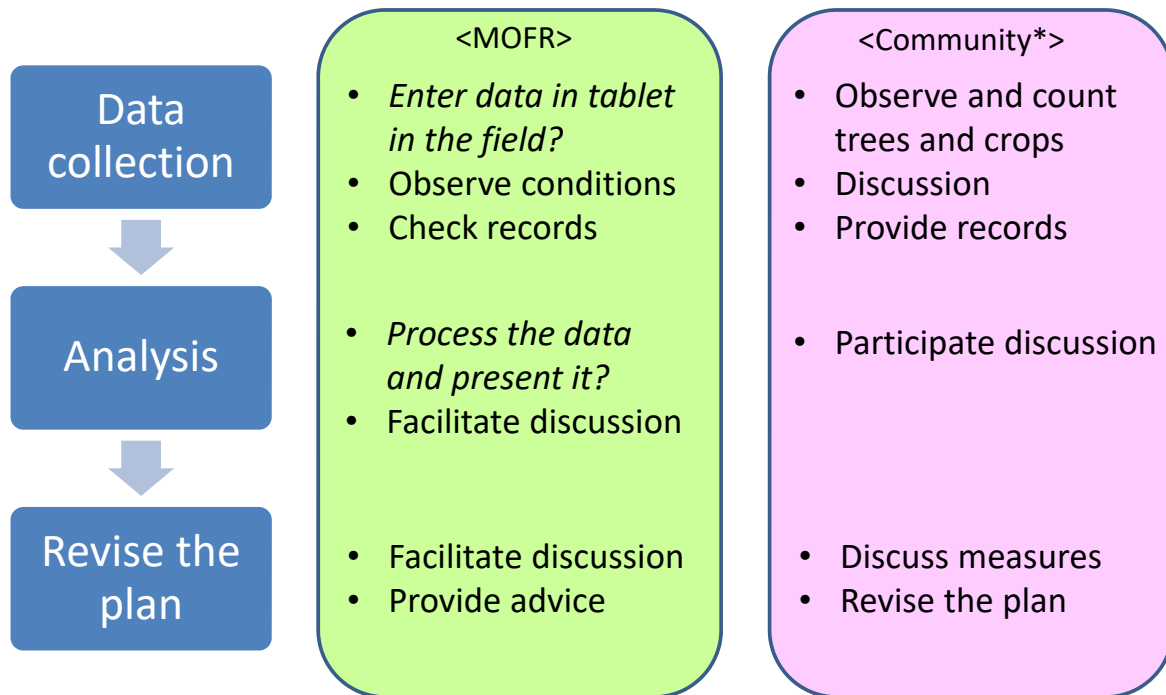 Data
collection
Analysis
Revise the
plan
<MOFR>
• Enter data in tablet
in the field?
• Observe conditions
• Check records
• Process the data
and present it?
• Facilitate discussion
• Facilitate discussion
• Provide advice
<Community*>
• Observe and count
trees and crops
• Discussion
• Provide records
• Participate discussion
• Discuss measures
• Revise the plan